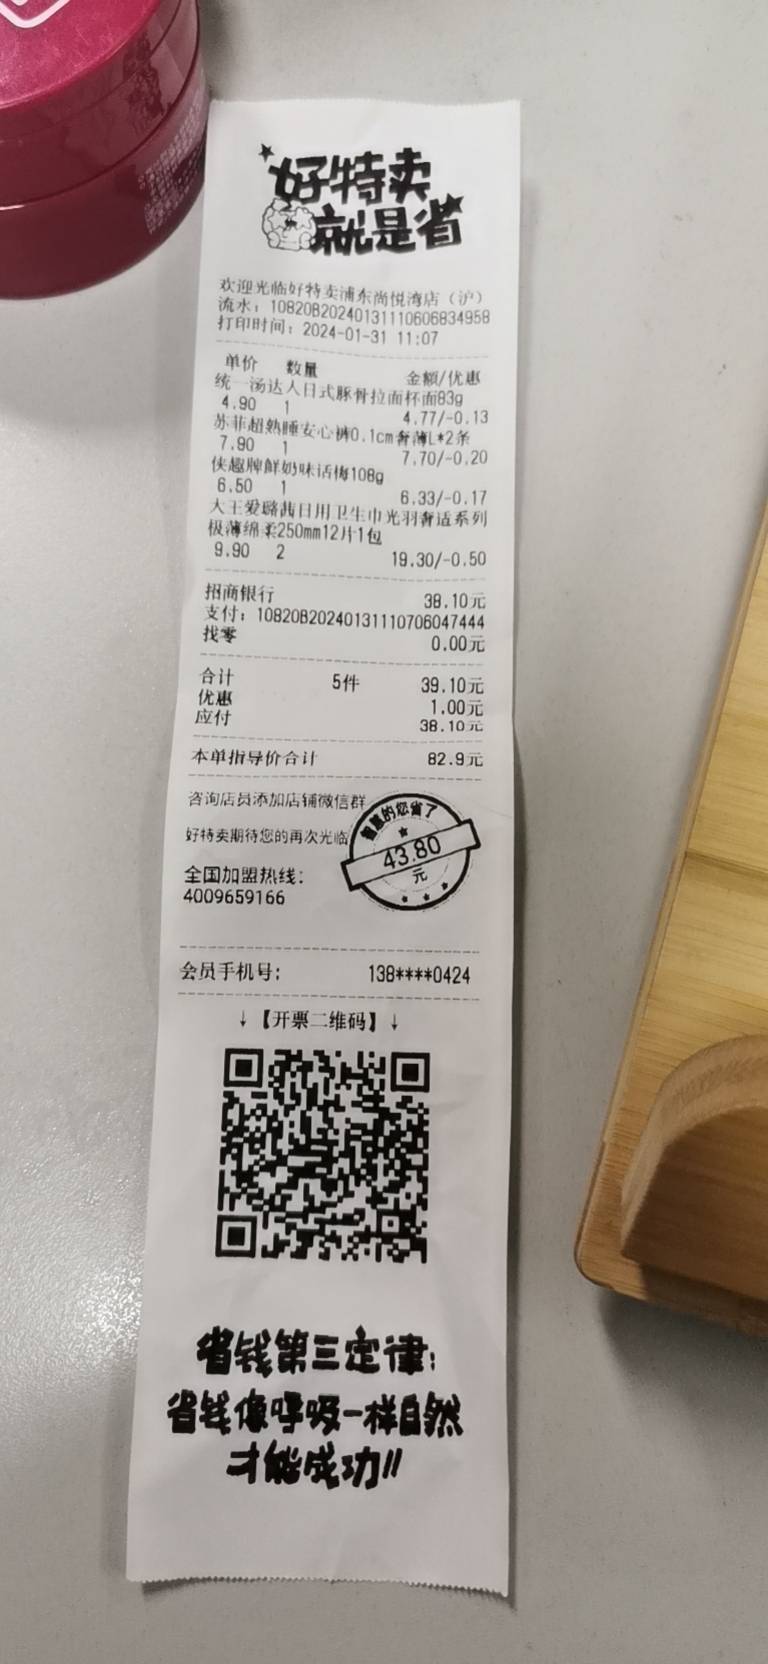 好特卖
就是省
欢迎光临好特卖浦东尚悦湾店（沪）
流水：10820B20240131110606834958
打印时间：2024-01-31 11:07
单价 数量 金额/优惠
统一汤达人日式豚骨拉面杯面83g
4.90 1 4.77/-0.13
苏菲超熟睡安心裤0.1cm奢薄L*2条
7.90 1 7.70/-0.20
侠趣牌鲜奶味话梅108g
6.50 1 6.33/-0.17
大王爱璐茜日用卫生巾光羽奢适系列
极薄绵柔250mm12片1包
9.90 2 19.30/-0.50
招商银行 38.10元
支付：10820B20240131110706047444
找零 0.00元
合计 5件 39.10元
优惠 1.00元
应付 38.10元
本单指导价合计 82.9元
咨询店员添加店铺微信群
好特卖期待您的再次光临
智慧的您省了
43.80
元
全国加盟热线：
4009659166
会员手机号： 138****0424
↓【开票二维码】↓
省钱第三定律：
省钱像呼吸一样自然
才能成功!!